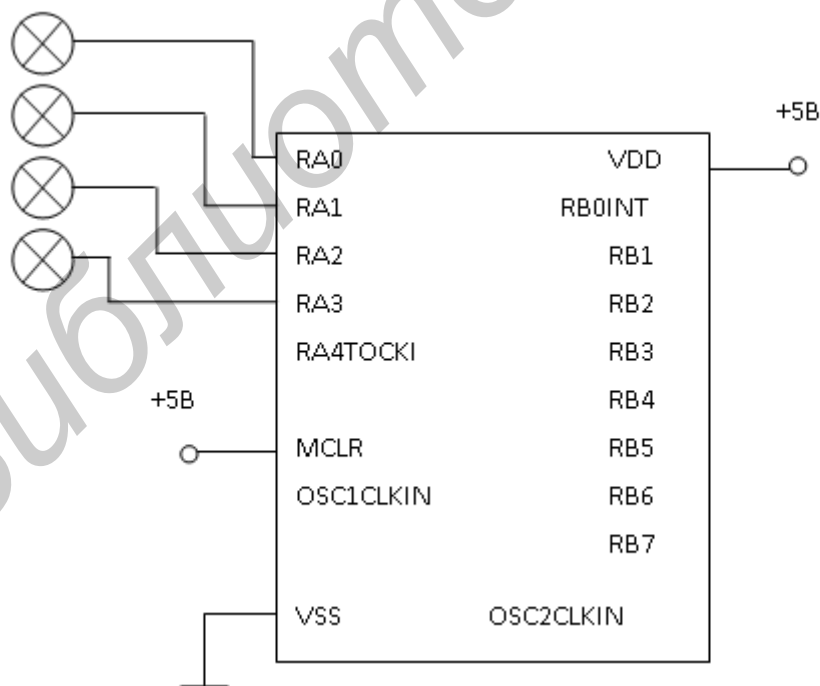 +5В
RA0 VDD
RA1 RB0INT
RA2 RB1
RA3 RB2
RA4TOCKI RB3
+5В
RB4
MCLR RB5
OSC1CLKIN RB6
RB7
VSS OSC2CLKIN